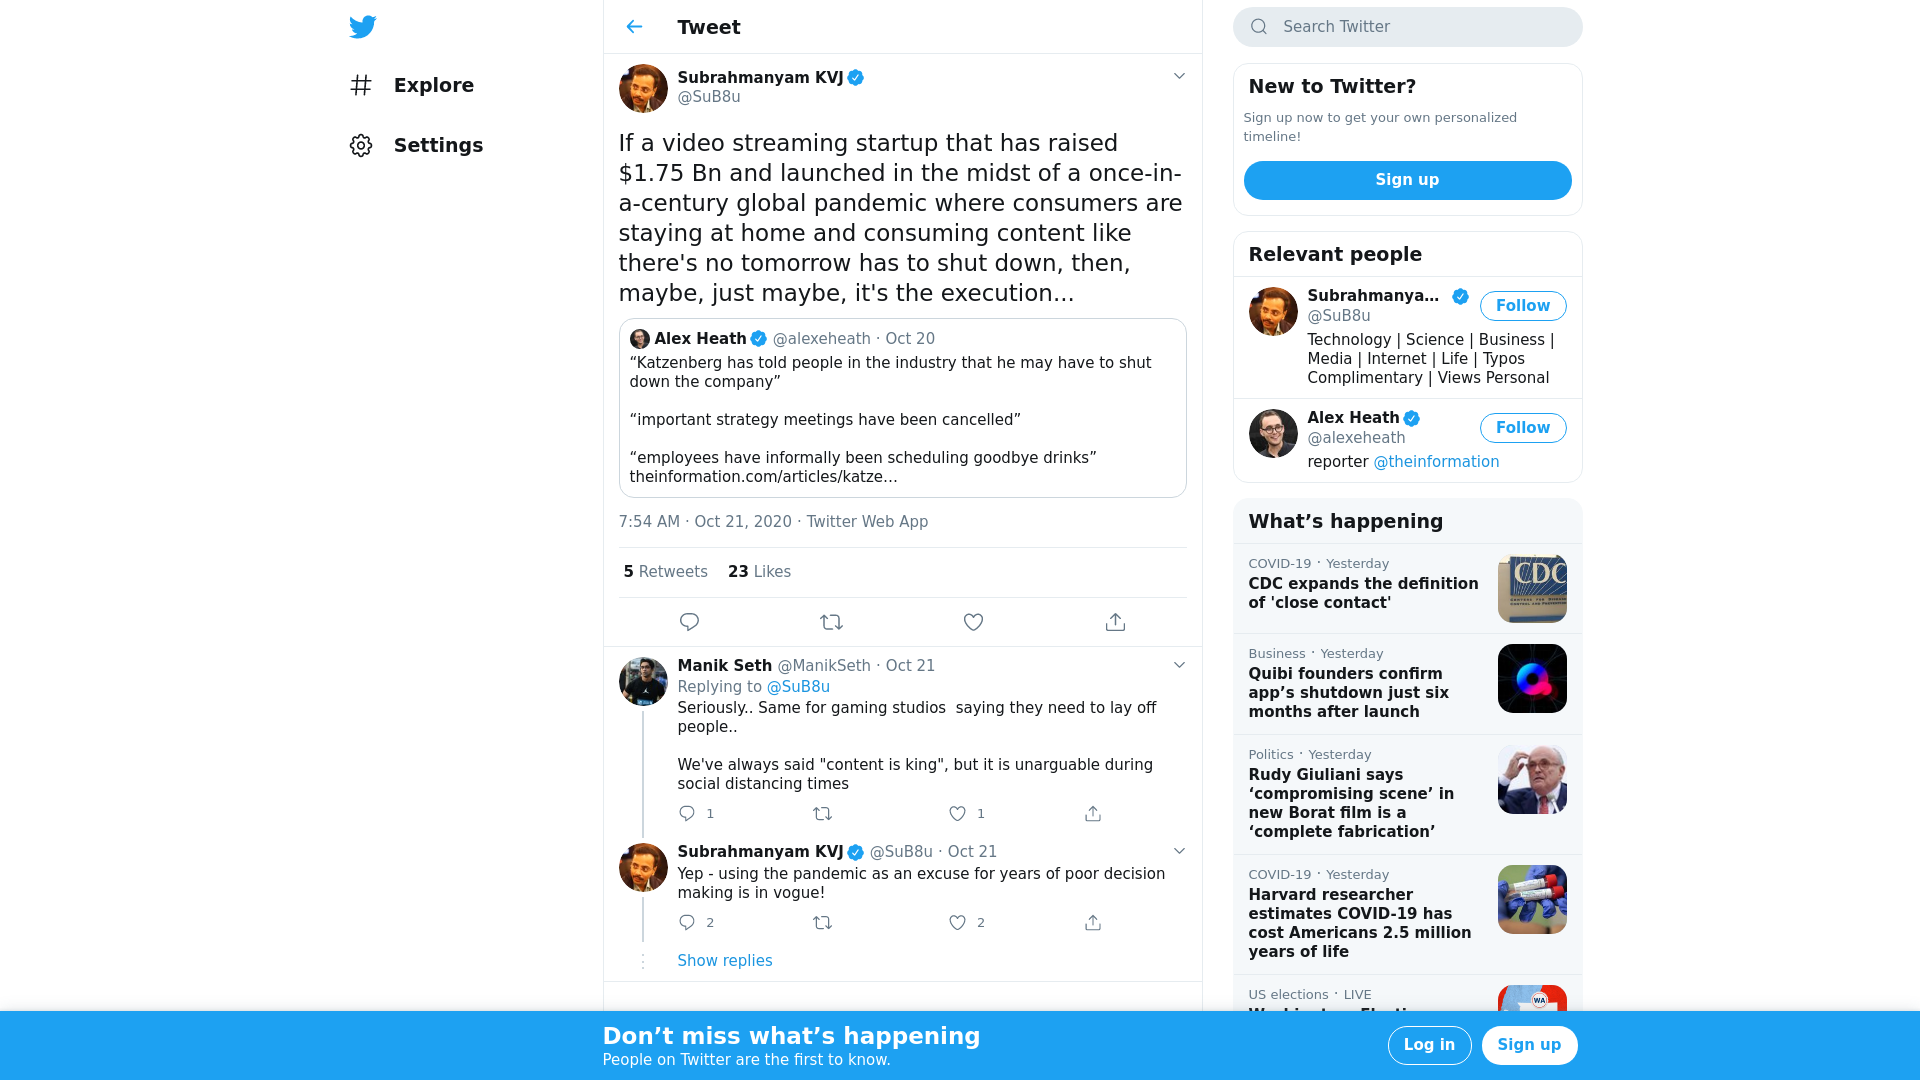 Explore
Settings
Tweet
Subrahmanyam KVJ
@SuB8u
If a video streaming startup that has raised
$1.75 Bn and launched in the midst of a once-in-
a-century global pandemic where consumers are
staying at home and consuming content like
there's no tomorrow has to shut down, then,
maybe, just maybe, it's the execution...
Alex Heath @alexeheath · Oct 20
“Katzenberg has told people in the industry that he may have to shut
down the company”
“important strategy meetings have been cancelled”
“employees have informally been scheduling goodbye drinks”
theinformation.com/articles/katze…
7:54 AM · Oct 21, 2020 · Twitter Web App
5 Retweets 23 Likes
Manik Seth @ManikSeth · Oct 21
Replying to @SuB8u
Seriously.. Same for gaming studios  saying they need to lay off
people..
We've always said "content is king", but it is unarguable during
social distancing times
1 1
Subrahmanyam KVJ @SuB8u · Oct 21
Yep - using the pandemic as an excuse for years of poor decision
making is in vogue!
2 2
Show replies
Search Twitter
New to Twitter?
Sign up now to get your own personalized
timeline!
Sign up
Relevant people
Subrahmanya…
Follow
@SuB8u
Technology | Science | Business |
Media | Internet | Life | Typos
Complimentary | Views Personal
Alex Heath
Follow
@alexeheath
reporter @theinformation
What’s happening
COVID-19 · Yesterday
CDC expands the definition
of 'close contact'
CDC
Business · Yesterday
Quibi founders confirm
app’s shutdown just six
months after launch
Politics · Yesterday
Rudy Giuliani says
‘compromising scene’ in
new Borat film is a
‘complete fabrication’
COVID-19 · Yesterday
Harvard researcher
estimates COVID-19 has
cost Americans 2.5 million
years of life
US elections · LIVE
WA
Don’t miss what’s happening
People on Twitter are the first to know.
Log in
Sign up